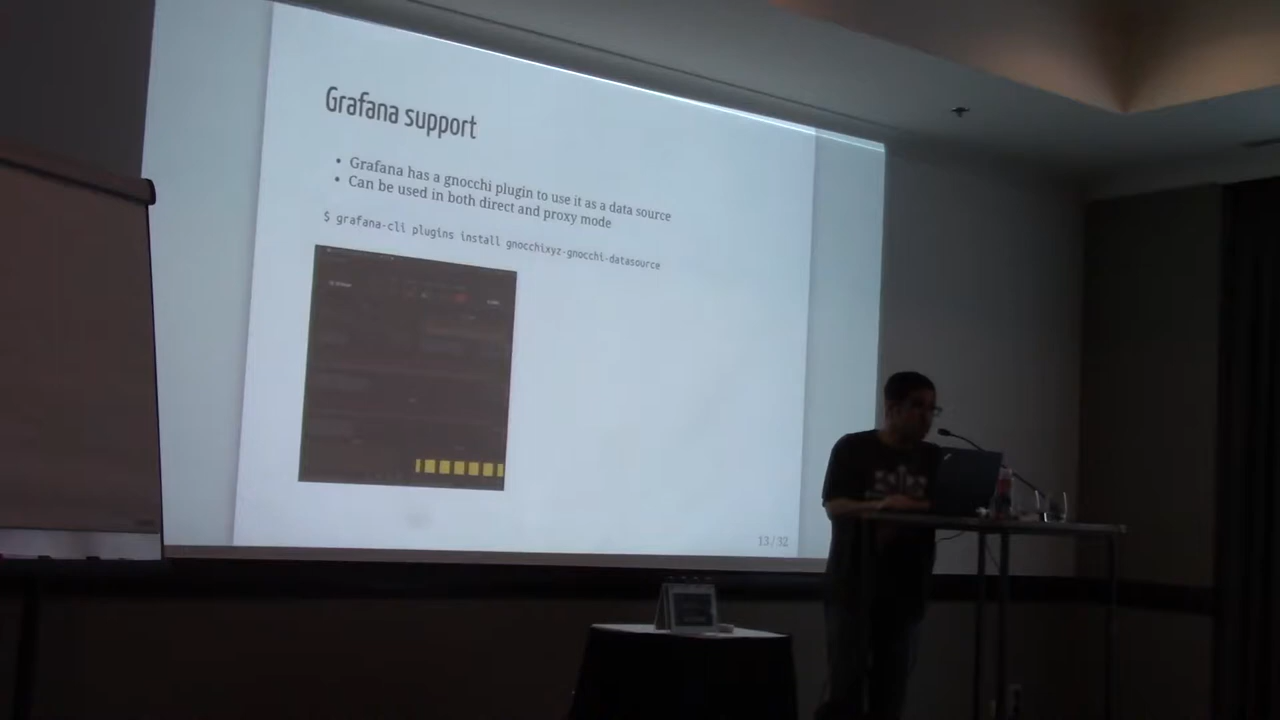 Grafana support
• Grafana has a gnocchi plugin to use it as a data source
• Can be used in both direct and proxy mode
$ grafana-cli plugins install gnocchixyz-gnocchi-datasource
13 / 32